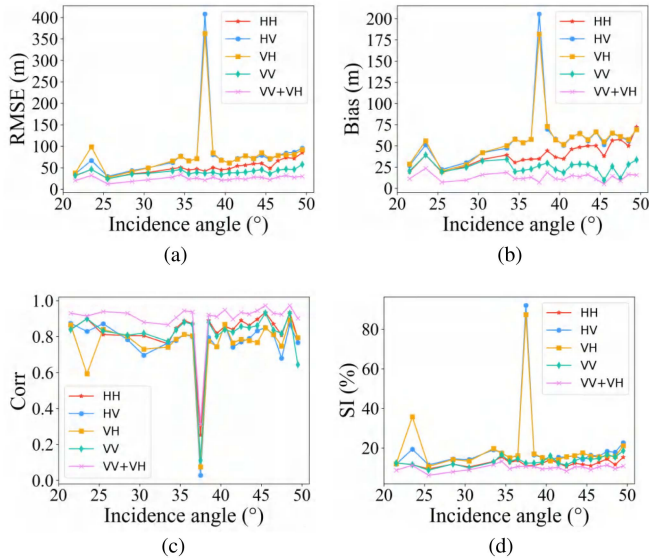 400
350
300
250
200
150
100
50
0
RMSE (m)
HH
HV
VH
VV
VV+VH
20 25 30 35 40 45 50
Incidence angle (°)
(a)
200
175
150
125
100
75
50
25
0
Bias (m)
HH
HV
VH
VV
VV+VH
20 25 30 35 40 45 50
Incidence angle (°)
(b)
1.0
0.8
0.6
0.4
0.2
0.0
Corr
HH
HV
VH
VV
VV+VH
20 25 30 35 40 45 50
Incidence angle (°)
(c)
80
60
40
20
SI (%)
HH
HV
VH
VV
VV+VH
20 25 30 35 40 45 50
Incidence angle (°)
(d)